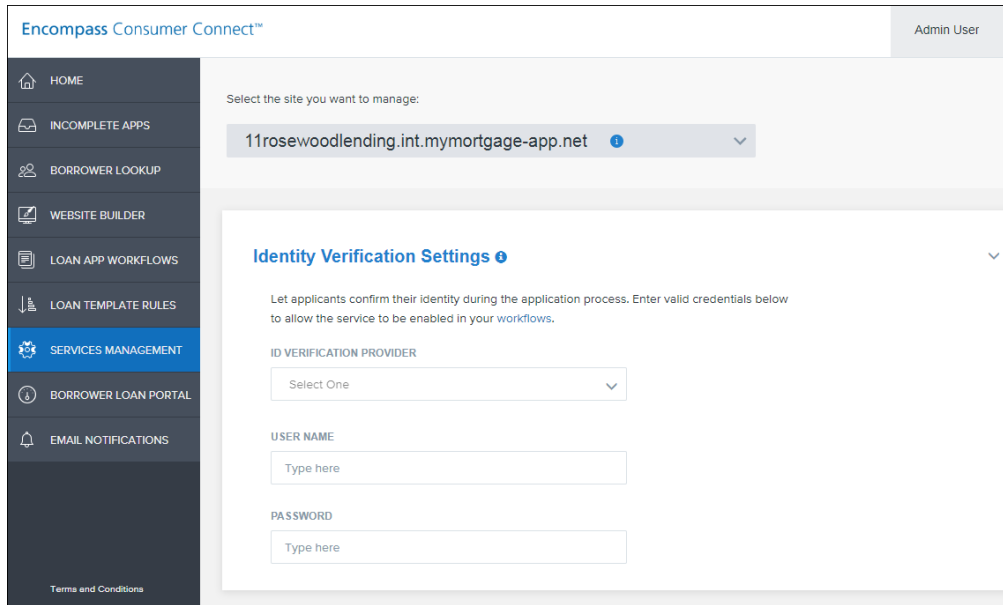 Encompass Consumer Connect™
Admin User
HOME
INCOMPLETE APPS
BORROWER LOOKUP
WEBSITE BUILDER
LOAN APP WORKFLOWS
LOAN TEMPLATE RULES
SERVICES MANAGEMENT
BORROWER LOAN PORTAL
EMAIL NOTIFICATIONS
Terms and Conditions
Select the site you want to manage:
11rosewoodlending.int.mymortgage-app.net
Identity Verification Settings
Let applicants confirm their identity during the application process. Enter valid credentials below
to allow the service to be enabled in your workflows.
ID VERIFICATION PROVIDER
Select One
USER NAME
Type here
PASSWORD
Type here